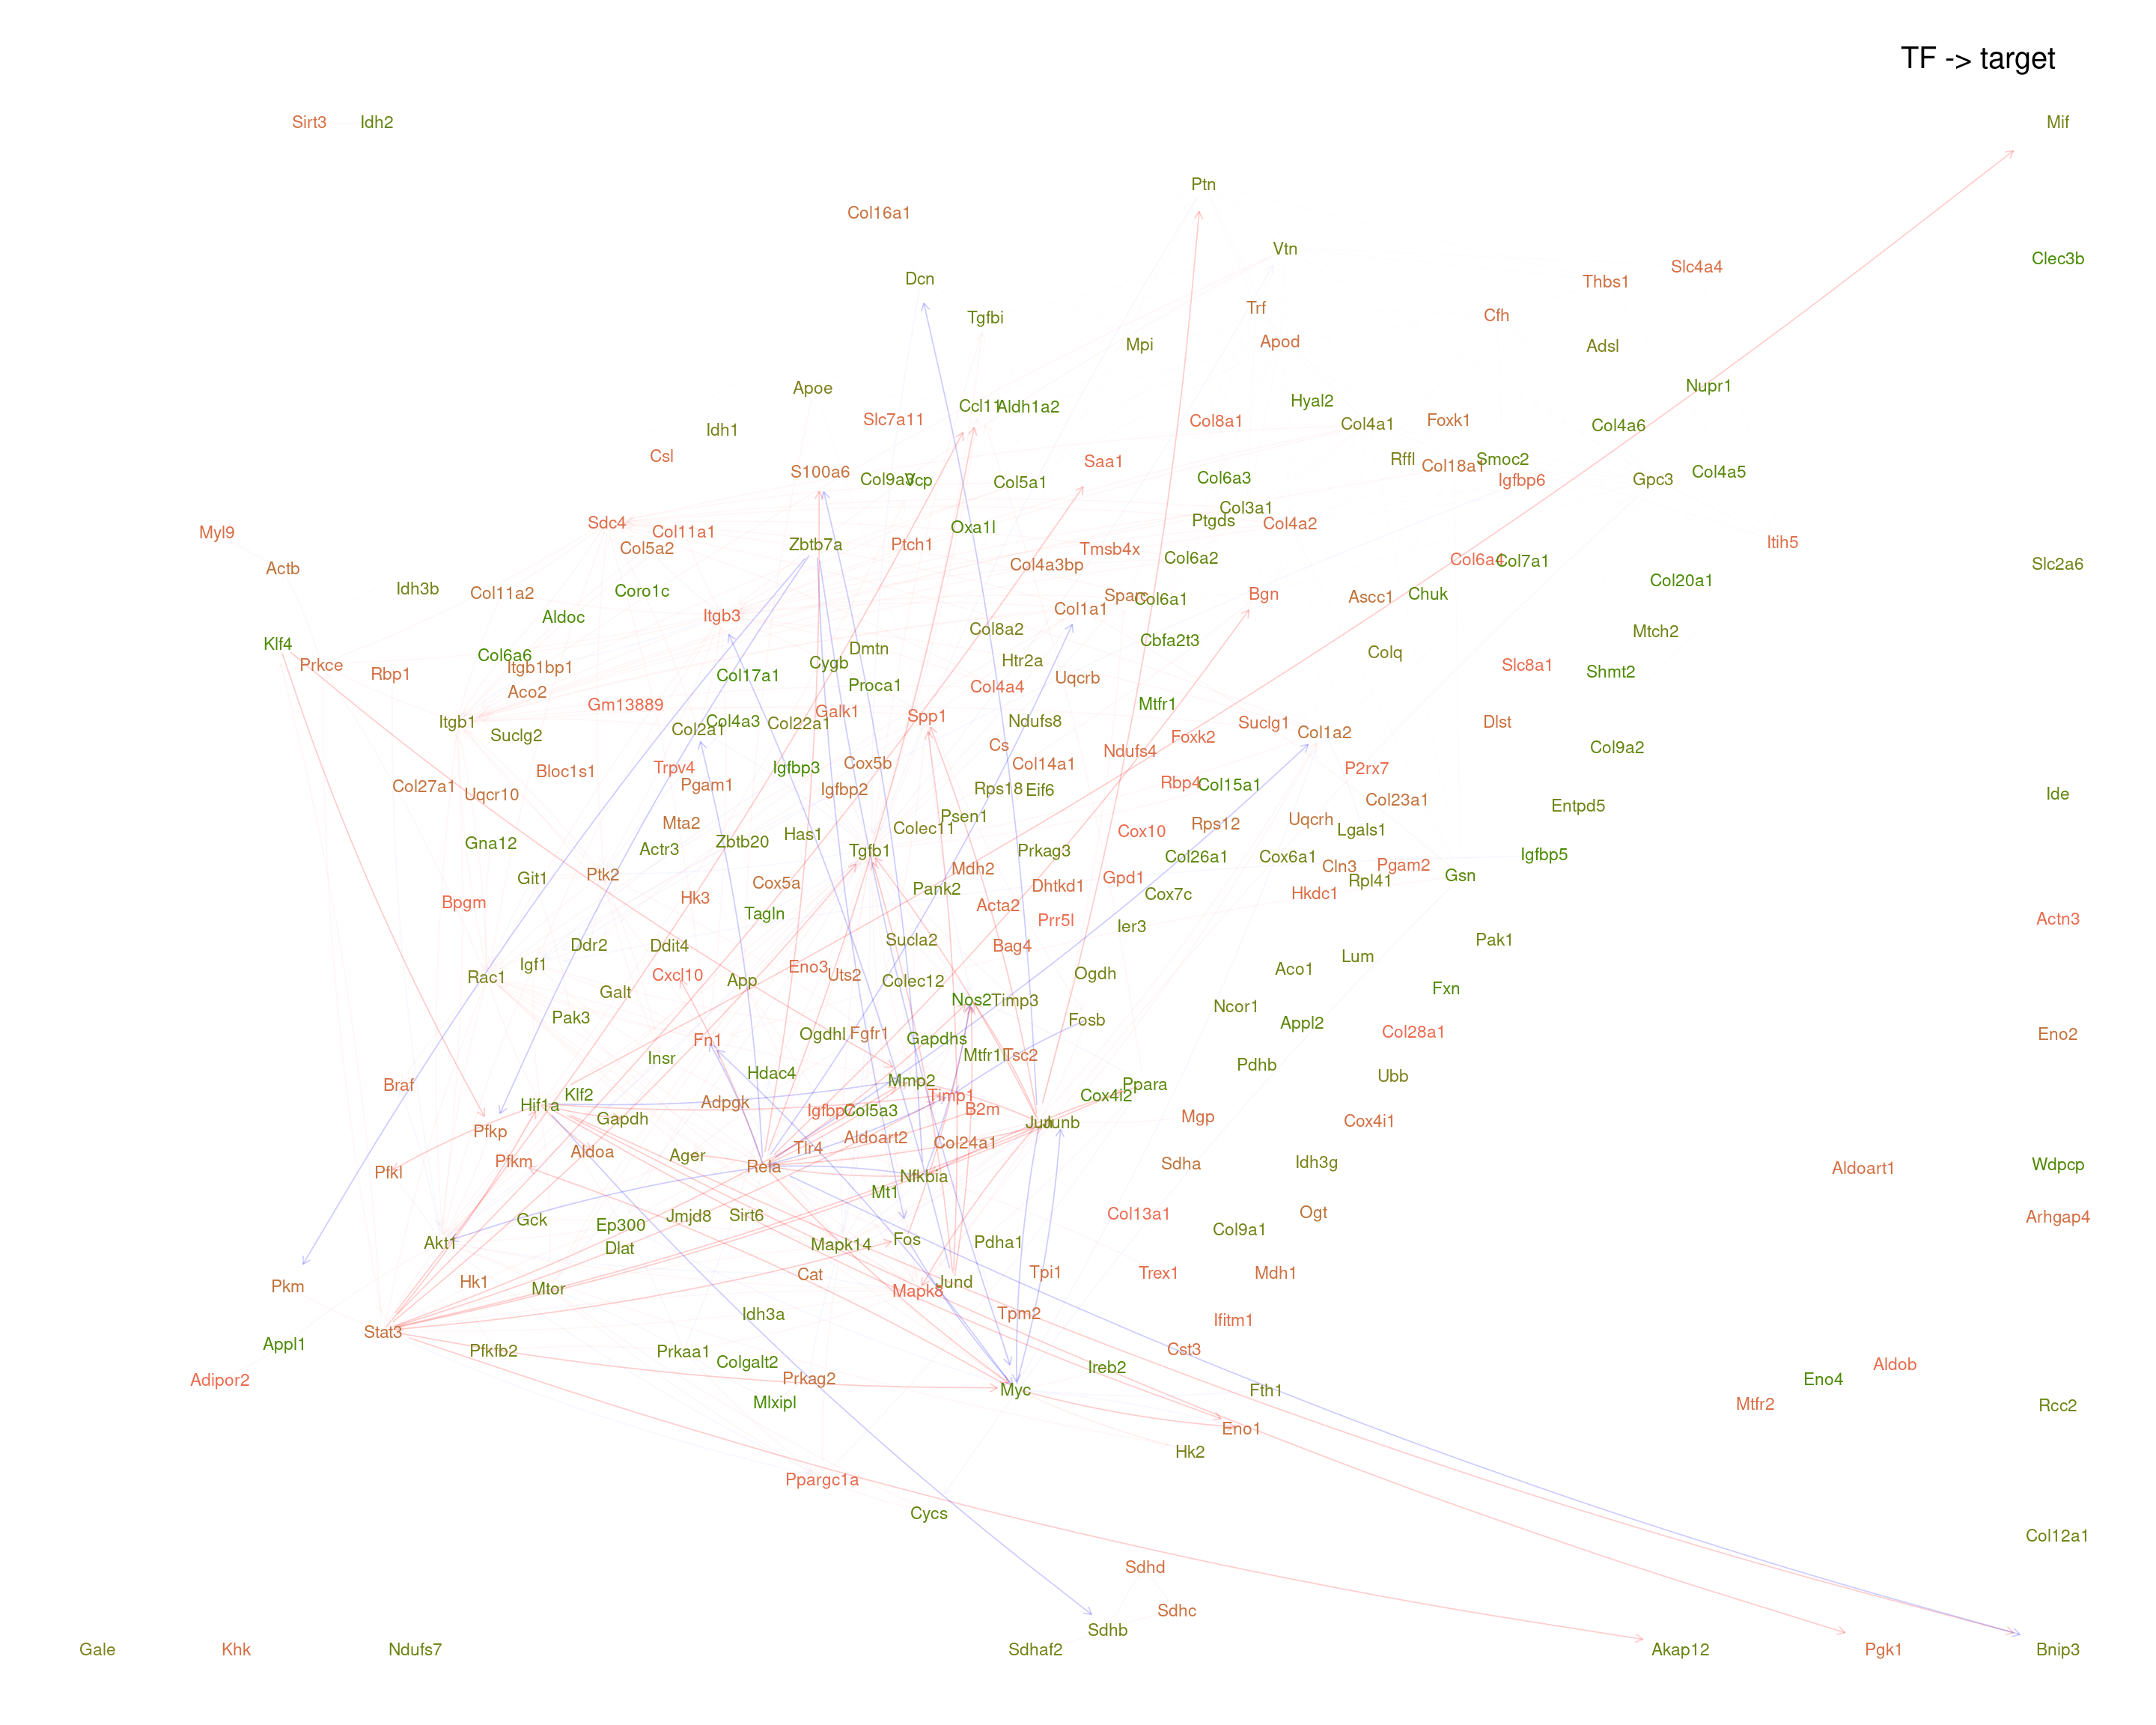 TF -> target
Sirt3 Idh2 Mif
Ptn
Col16a1
Vtn
Clec3b
Slc4a4
Dcn Thbs1
Trf
Tgfbi Cfh
Apod
Mpi Adsl
Apoe Nupr1
Hyal2
Ccl11 Aldh1a2
Slc7a11 Col8a1 Col4a1 Foxk1 Col4a6
Idh1
Csl Saa1 Rffl Smoc2
S100a6 Col18a1 Col4a5
Col9a3 Vcp Col5a1 Col6a3 Igfbp6 Gpc3
Col3a1
Sdc4 Oxa1l Ptgds Col4a2
Myl9 Col11a1 Itih5
Col5a2 Zbtb7a Ptch1 Tmsb4x
Actb Col4a3bp Col6a2 Col6a4 Col7a1 Slc2a6
Col20a1
Idh3b Col11a2 Coro1c Sparc Col6a1 Bgn Ascc1 Chuk
Aldoc Itgb3 Col1a1
Col8a2 Mtch2
Klf4 Dmtn Cbfa2t3
Col6a6 Cygb Htr2a Colq
Prkce Rbp1 Itgb1bp1 Col17a1 Uqcrb Slc8a1 Shmt2
Aco2 Proca1 Col4a4
Gm13889 Galk1 Mtfr1
Itgb1 Col4a3 Col22a1 Spp1 Ndufs8 Suclg1 Dlst
Suclg2 Col2a1 Foxk2 Col1a2
Cs Ndufs4 Col9a2
Bloc1s1 Trpv4 Igfbp3 Cox5b Col14a1 P2rx7
Col27a1 Uqcr10 Pgam1 Igfbp2 Rps18 Eif6 Rbp4 Col15a1 Ide
Col23a1 Entpd5
Mta2 Has1 Colec11 Psen1 Cox10 Rps12 Uqcrh Lgals1
Gna12 Actr3 Zbtb20 Tgfb1 Prkag3 Col26a1 Cox6a1 Igfbp5
Git1 Ptk2 Cox5a Mdh2 Gpd1 Cln3 Pgam2 Gsn
Bpgm Hk3 Pank2 Dhtkd1 Cox7c Hkdc1 Rpl41
Tagln Acta2 Prr5l Ier3 Actn3
Ddr2 Ddit4 Sucla2 Bag4 Pak1
Rac1 Igf1 Cxcl10 App Eno3 Uts2 Colec12 Ogdh Aco1 Lum
Galt Nos2 Timp3 Ncor1 Fxn
Pak3 Fosb Appl2
Fn1 Ogdhl Fgfr1 Gapdhs Col28a1 Eno2
Insr Mtfr1l Tsc2 Pdhb
Braf Hdac4 Mmp2 Ppara Ubb
Hif1a Klf2 Adpgk Timp1 Cox4i2
Gapdh Col5a3 B2m Jun Junb Mgp Cox4i1
Pfkp Aldoart2 Col24a1
Pfkm Aldoa Ager Tlr4
Pfkl Rela Nfkbia Sdha Idh3g Aldoart1 Wdpcp
Mt1
Gck Ep300 Jmjd8 Sirt6 Col13a1 Ogt Arhgap4
Akt1 Dlat Mapk14 Fos Pdha1 Col9a1
Pkm Hk1 Mtor Cat Mapk8 Jund Tpi1 Trex1 Mdh1
Idh3a Tpm2 Ifitm1
Stat3
Appl1 Pfkfb2 Prkaa1 Colgalt2 Cst3
Adipor2 Prkag2 Ireb2 Eno4 Aldob
Mlxipl Myc Fth1 Mtfr2 Rcc2
Eno1
Hk2
Ppargc1a
Cycs
Col12a1
Sdhd
Sdhc
Sdhb
Gale Khk Ndufs7 Sdhaf2 Akap12 Pgk1 Bnip3